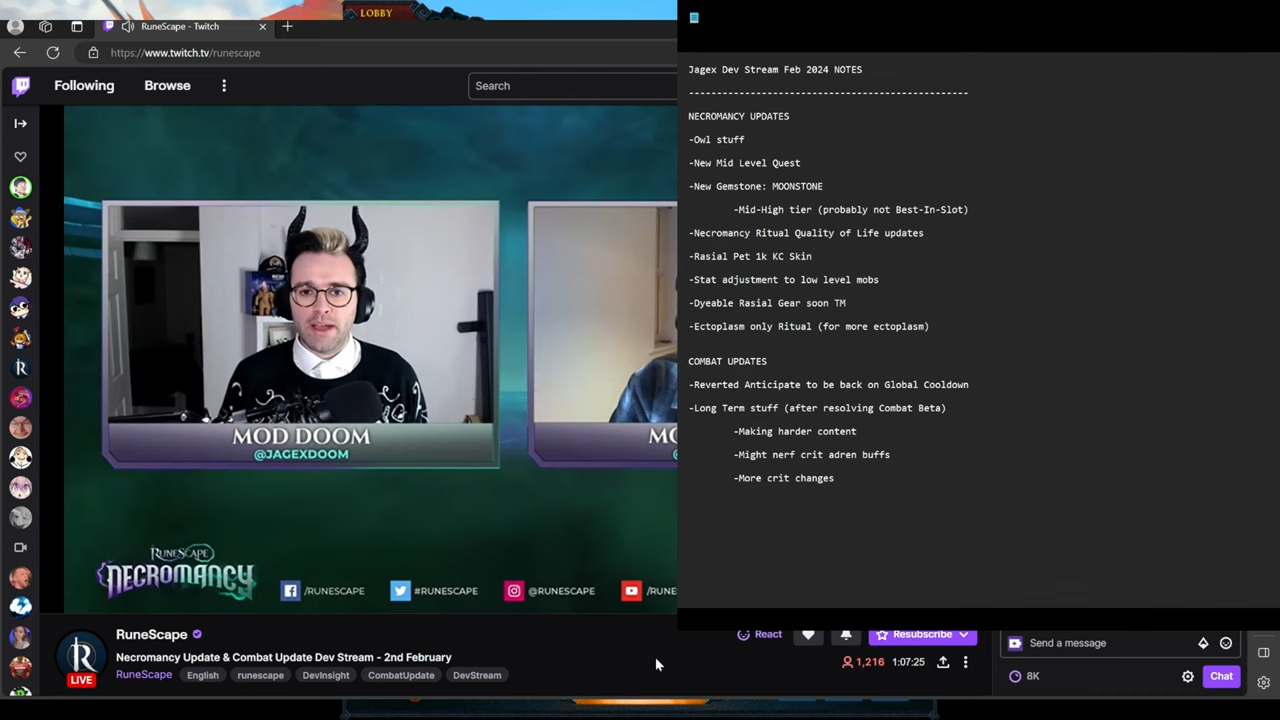 LOBBY
RuneScape - Twitch
https://www.twitch.tv/runescape
Following
Browse
Search
MOD DOOM
@JAGEXDOOM
RUNESCAPE
NECROMANCY
/RUNESCAPE
#RUNESCAPE
@RUNESCAPE
RuneScape
LIVE
Necromancy Update & Combat Update Dev Stream - 2nd February
RuneScape
English
runescape
DevInsight
CombatUpdate
DevStream
React
Resubscribe
1,216
1:07:25
Send a message
8K
Chat
Jagex Dev Stream Feb 2024 NOTES
--------------------------------------------------
NECROMANCY UPDATES
-Owl stuff
-New Mid Level Quest
-New Gemstone: MOONSTONE
-Mid-High tier (probably not Best-In-Slot)
-Necromancy Ritual Quality of Life updates
-Rasial Pet 1k KC Skin
-Stat adjustment to low level mobs
-Dyeable Rasial Gear soon TM
-Ectoplasm only Ritual (for more ectoplasm)
COMBAT UPDATES
-Reverted Anticipate to be back on Global Cooldown
-Long Term stuff (after resolving Combat Beta)
-Making harder content
-Might nerf crit adren buffs
-More crit changes